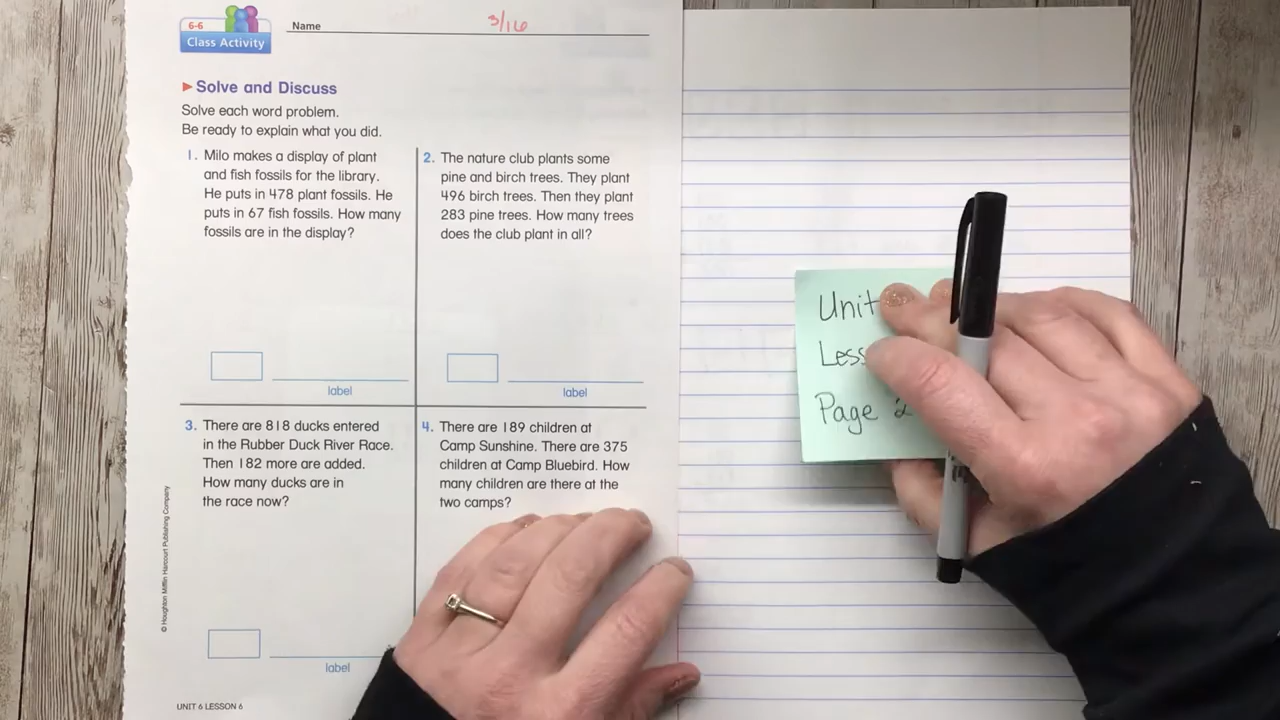 6-6
Class Activity
Name
3/16
▶ Solve and Discuss
Solve each word problem.
Be ready to explain what you did.
1. Milo makes a display of plant
and fish fossils for the library.
He puts in 478 plant fossils. He
puts in 67 fish fossils. How many
fossils are in the display?
label
2. The nature club plants some
pine and birch trees. They plant
496 birch trees. Then they plant
283 pine trees. How many trees
does the club plant in all?
label
3. There are 818 ducks entered
in the Rubber Duck River Race.
Then 182 more are added.
How many ducks are in
the race now?
label
4. There are 189 children at
Camp Sunshine. There are 375
children at Camp Bluebird. How
many children are there at the
two camps?
© Houghton Mifflin Harcourt Publishing Company
UNIT 6 LESSON 6
Unit
Page